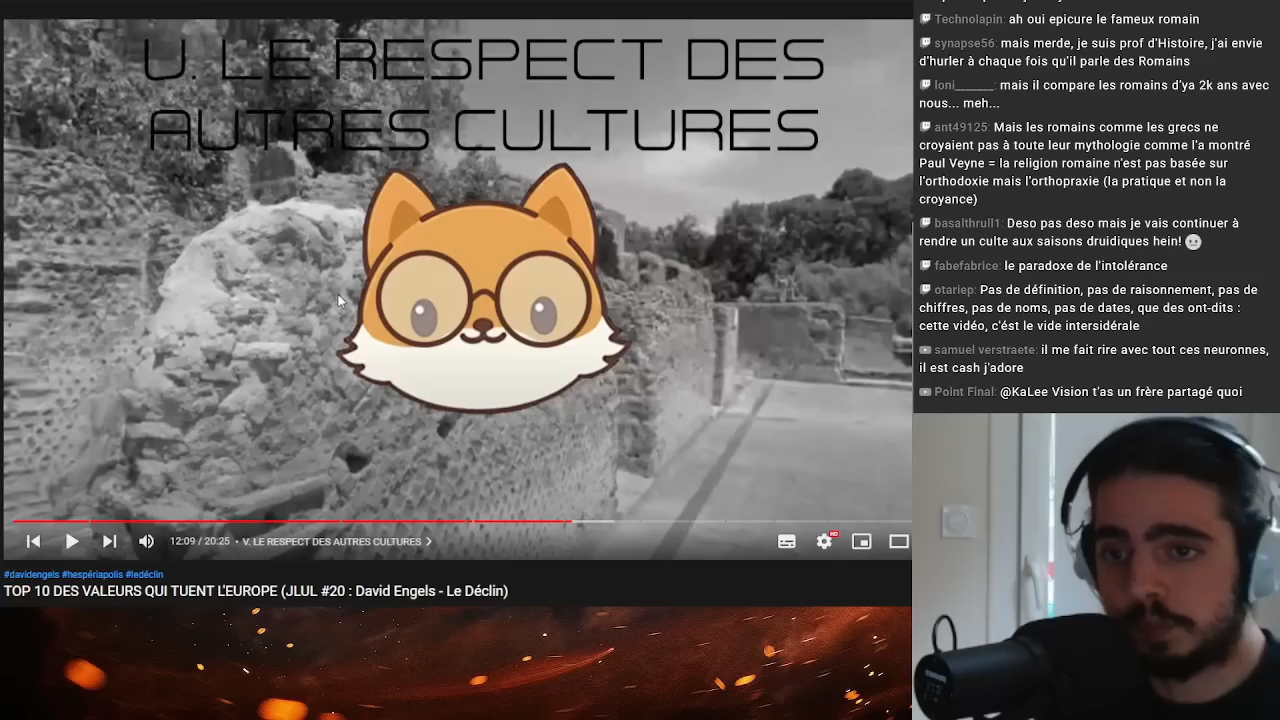 V. LE RESPECT DES
AUTRES CULTURES
12:09 / 20:25 • V. LE RESPECT DES AUTRES CULTURES
HD
#davidengels #hespériapolis #ledéclin
TOP 10 DES VALEURS QUI TUENT L'EUROPE (JLUL #20 : David Engels - Le Déclin)
Technolapin: ah oui epicure le fameux romain
synapse56: mais merde, je suis prof d'Histoire, j'ai envie
d'hurler à chaque fois qu'il parle des Romains
loni______: mais il compare les romains d'ya 2k ans avec
nous... meh...
ant49125: Mais les romains comme les grecs ne
croyaient pas à toute leur mythologie comme l'a montré
Paul Veyne = la religion romaine n'est pas basée sur
l'orthodoxie mais l'orthopraxie (la pratique et non la
croyance)
basalthrull1: Deso pas deso mais je vais continuer à
rendre un culte aux saisons druidiques hein!
fabefabrice: le paradoxe de l'intolérance
otariep: Pas de définition, pas de raisonnement, pas de
chiffres, pas de noms, pas de dates, que des ont-dits :
cette vidéo, c'ést le vide intersidérale
samuel verstraete: il me fait rire avec tout ces neuronnes,
il est cash j'adore
Point Final: @KaLee Vision t'as un frère partagé quoi